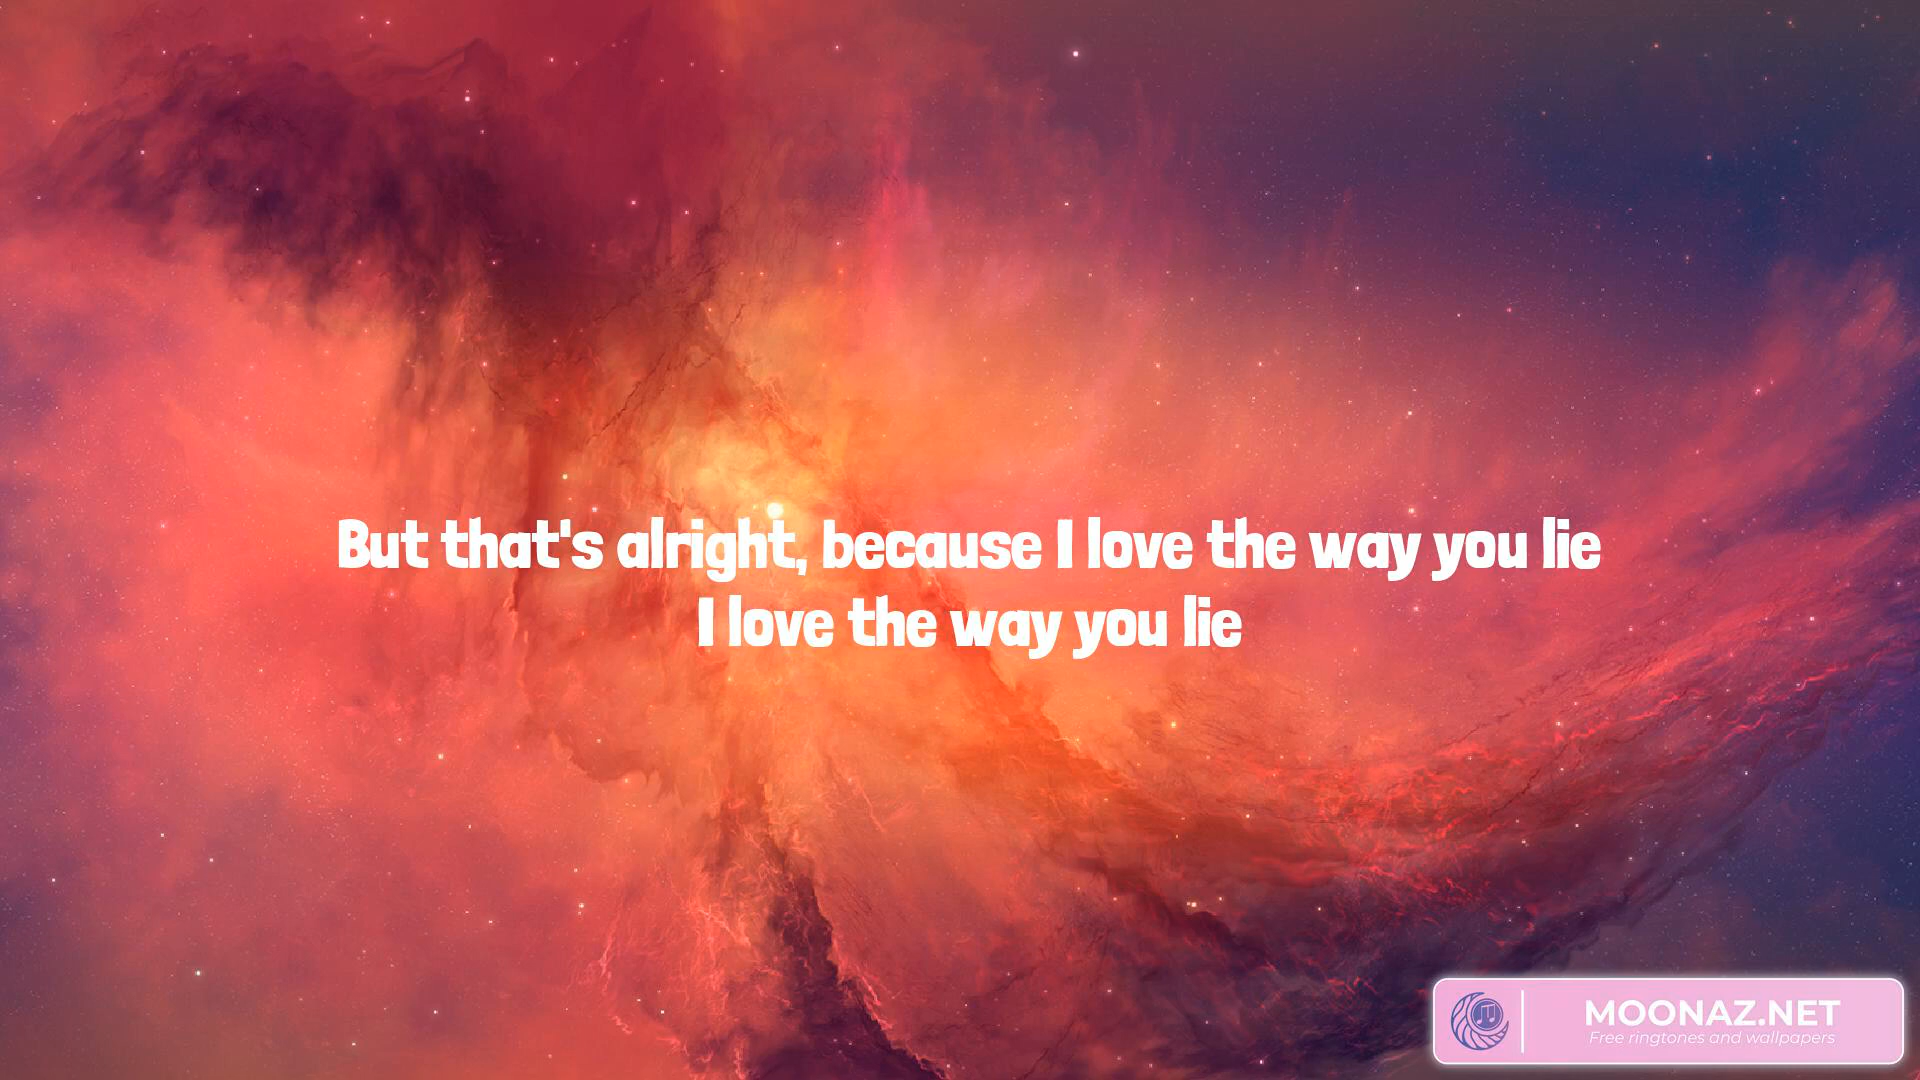 But that's alright, because I love the way you lie
I love the way you lie
MOONAZ.NET
Free ringtones and wallpapers